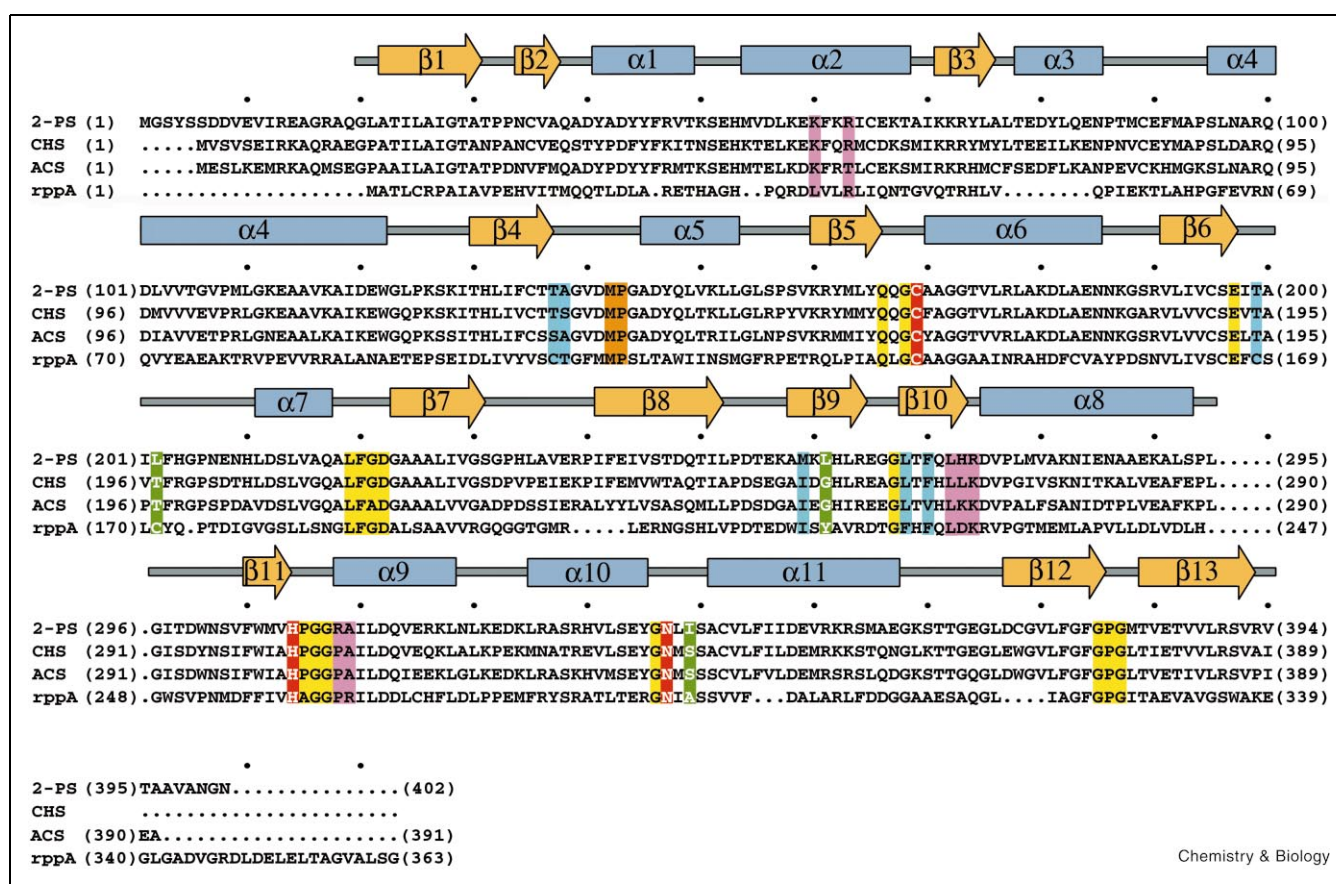 β1 β2 α1 α2 β3 α3 α4
2-PS (1) MGSYSSDDVEVIREAGRAQGLATILAIGTATPPNCVAQADYADYYFRVTKSEHMVDLKEKFKRICEKTAIKKRYLALTEDYLQENPTMCEFMAPSLNARQ(100)
CHS (1) .....MVSVSEIRKAQRAEGPATILAIGTANPANCVEQSTYPDFYFKITNSEHKTELKEKFQRMCDKSMIKRRYMYLTEEILKENPNVCEYMAPSLDARQ(95)
ACS (1) .....MESLKEMRKAQMSEGPAAILAIGTATPDNVFMQADYPDYYFRMTKSEHMTELKDKFRTLCEKSMIRKRHMCFSEDFLKANPEVCKHMGKSLNARQ(95)
rppA (1) ....................MATLCRPAIAVPEHVITMQQTLDLA.RETHAGH..PQRDLVLRLIQNTGVQTRHLV........QPIEKTLAHPGFEVRN(69)
α4 β4 α5 β5 α6 β6
2-PS (101) DLVVTGVPMLGKEAAVKAIDEWGLPKSKITHLIFCTTAGVDMPGADYQLVKLLGLSPSVKRYMLYQQGCAAGGTVLRLAKDLAENNKGSRVLIVCSEITA(200)
CHS (96) DMVVVEVPRLGKEAAVKAIKEWGQPKSKITHLIVCTTSGVDMPGADYQLTKLLGLRPYVKRYMMYQQGCFAGGTVLRLAKDLAENNKGARVLVVCSEVTA(195)
ACS (96) DIAVVETPRLGNEAALKAIKEWGQPKSSITHLIFCSSAGVDMPGADYQLTRILGLNPSVKRMMIYQQGCYAGGTVLRLAKDLAENNKGSRVLVVCSELTA(195)
rppA (70) QVYEAEAKTRVPEVVRRALANAETEPSEIDLIVYVSCTGFMMPSLTAWIINSMGFRPETRQLPIAQLGCAAGGAAINRAHDFCVAYPDSNVLIVSCEFCS(169)
α7 β7 β8 β9 β10 α8
2-PS (201) ILFHGPNENHLDSLVAQALFGDGAAALIVGSGPHLAVERPIFEIVSTDQTILPDTEKAMHLHLREGGLTFQLHRDVPLMVAKNIENAAEKALSPL.....(295)
CHS (196) VTFRGPSDTHLDSLVGQALFGDGAAALIVGSDPVPEIEKPIFEMVWTAQTIAPDSEGAIDGHLREAGLTFHLLKDVPGIVSKNITKALVEAFEPL.....(290)
ACS (196) PTFRGPSPDAVDSLVGQALFADGAAALVVGADPDSSIERALYYLVSASQMLLPDSDGAIEGHIREEGLTVHLKKDVPALFSANIDTPLVEAFKPL.....(290)
rppA (170) LCYQ.PTDIGVGSLLSNGLFGDALSAAVVRGQGGTGMR......LERNGSHLVPDTEDWISYAVRDTGFHFQLDKRVPGTMEMLAPVLLDLVDLH.....(247)
β11 α9 α10 α11 β12 β13
2-PS (296) .GITDWNSVFWMVHPGGRAILDQVERKLNLKEDKLRASRHVLSEYGNLISACVLFIIDEVRKRSMAEGKSTTGEGLDCGVLFGFGPGMTVETVVLRSVRV(394)
CHS (291) .GISDYNSIFWIAHPGGPAILDQVEQKLALKPEKMNATREVLSEYGNMSSACVLFILDEMRKKSTQNGLKTTGEGLEWGVLFGFGPGLTIETVVLRSVAI(389)
ACS (291) .GISDWNSIFWIAHPGGPAILDQIEEKLGLKEDKLRASKHVMSEYGNMSSSCVLFVLDEMRSRSLQDGKSTTGQGLDWGVLFGFGPGLTVETIVLRSVPI(389)
rppA (248) .GWSVPNMDFFIVHAGGPRILDDLCHFLDLPPEMFRYSRATLTERGNIASSVVF...DALARLFDDGGAAESAQGL....IAGFGPGITAEVAVGSWAKE(339)
2-PS (395) TAAVANGN...............(402)
CHS .......................
ACS (390) EA.....................(391)
rppA (340) GLGADVGRDLDELELTAGVALSG(363)
Chemistry & Biology